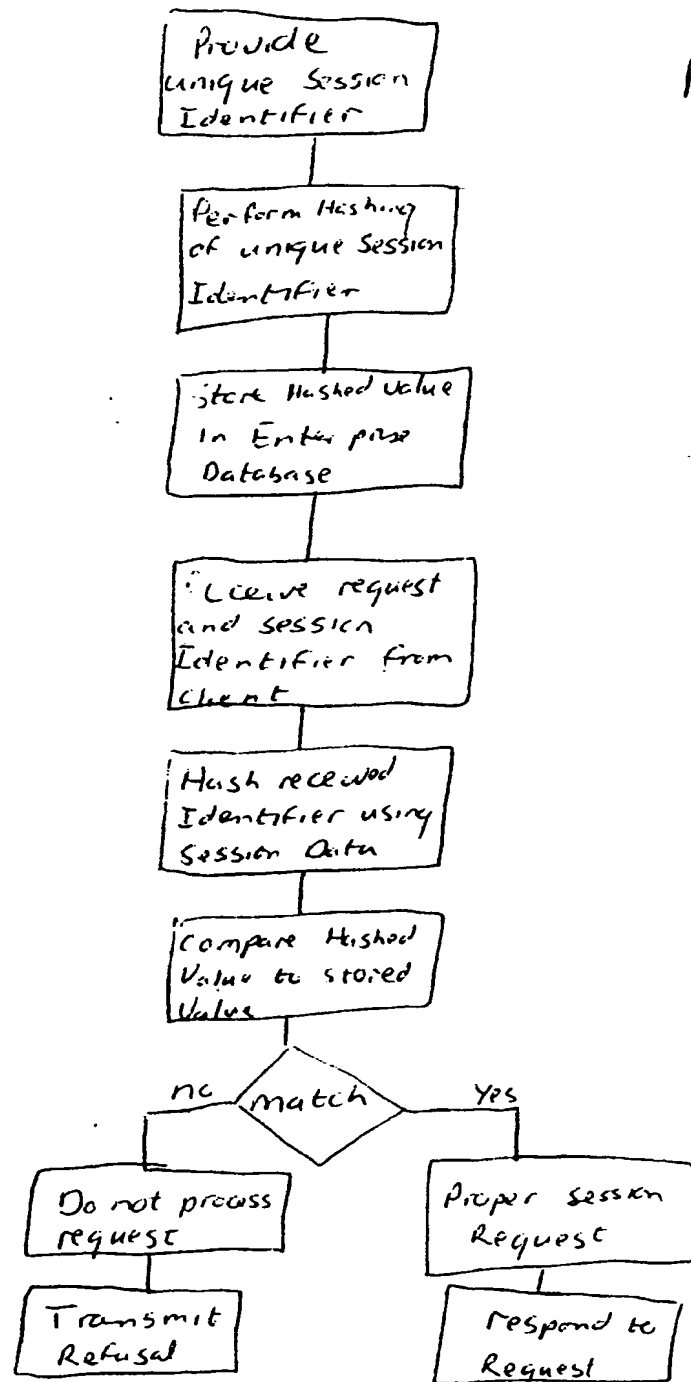 Provide
unique Session
Identifier
Perform Hashing
of unique Session
Identifier
Store Hashed Value
In Enterprise
Database
request
and session
Identifier from
client
Hash received
Identifier using
Session Data
Compare Hashed
Value to stored
Value
match
no
Yes
Do not process
request
Transmit
Refusal
Proper session
Request
respond to
Request